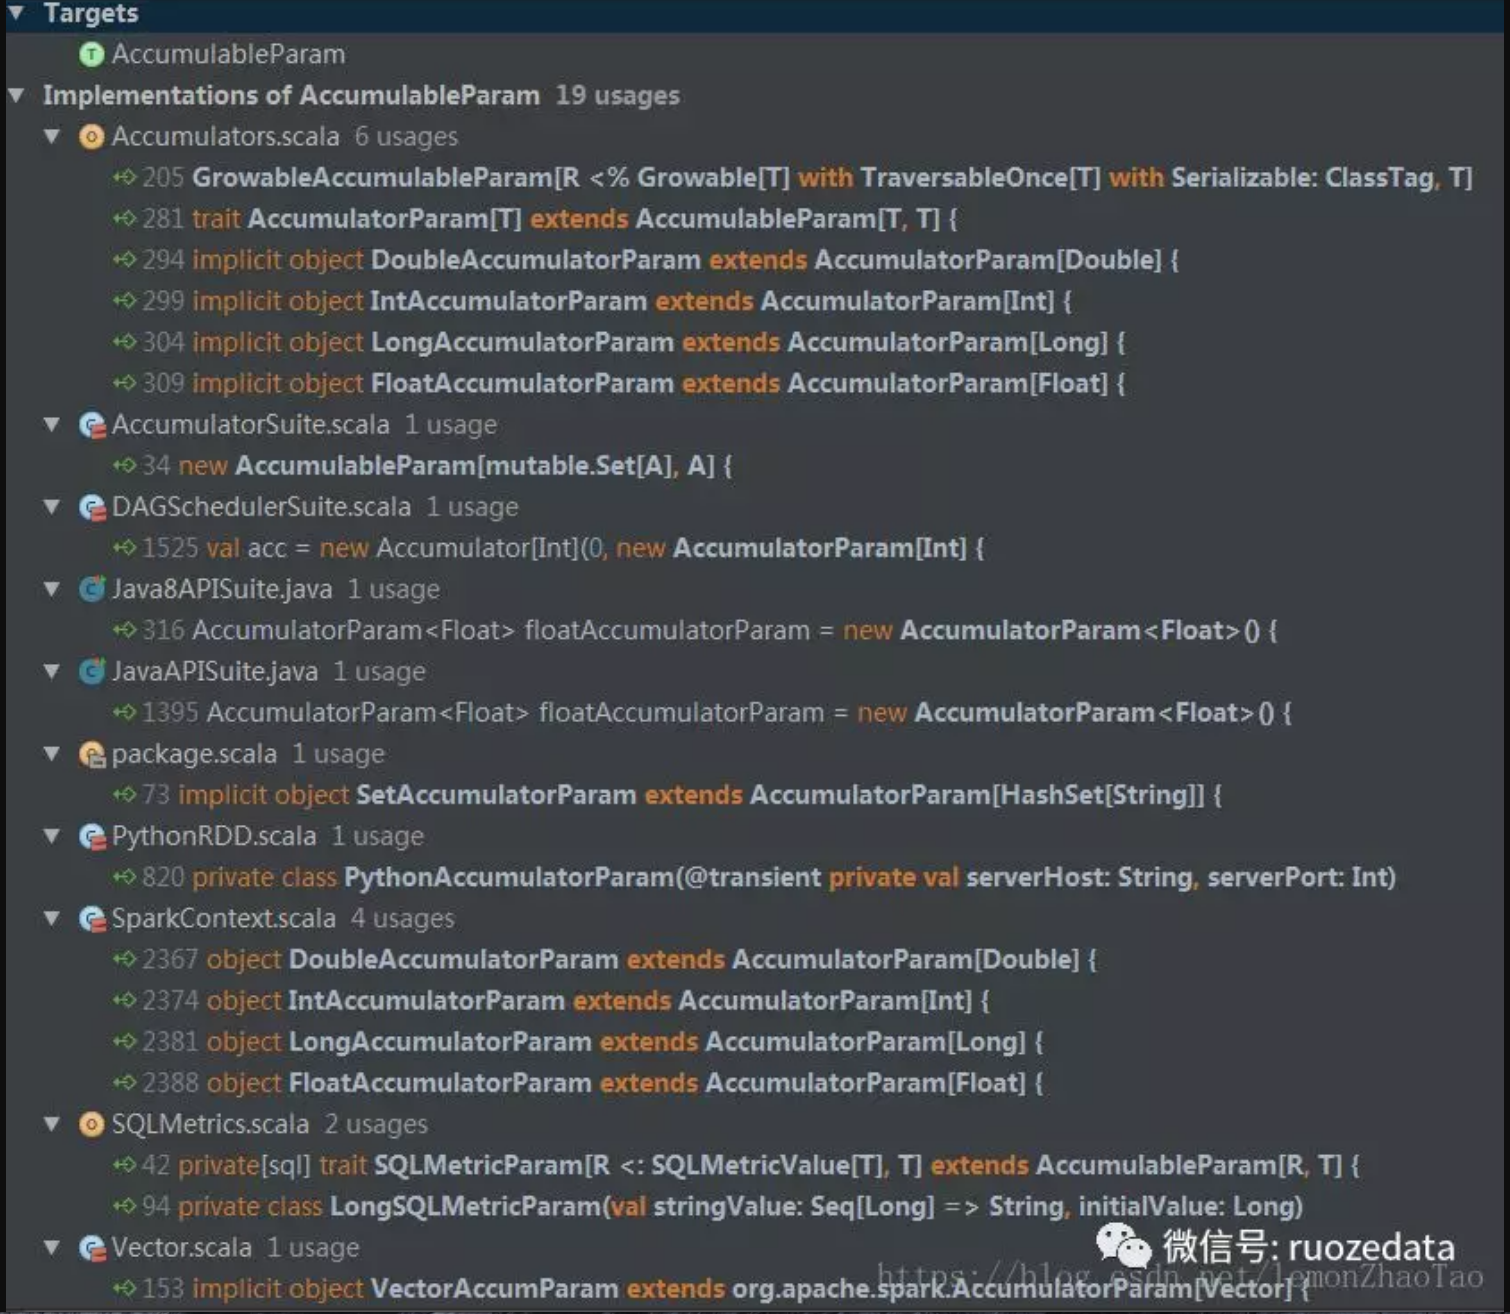 Targets
AccumulableParam
Implementations of AccumulableParam 19 usages
Accumulators.scala 6 usages
205 GrowableAccumulableParam[R <% Growable[T] with TraversableOnce[T] with Serializable: ClassTag, T]
281 trait AccumulatorParam[T] extends AccumulableParam[T, T] {
294 implicit object DoubleAccumulatorParam extends AccumulatorParam[Double] {
299 implicit object IntAccumulatorParam extends AccumulatorParam[Int] {
304 implicit object LongAccumulatorParam extends AccumulatorParam[Long] {
309 implicit object FloatAccumulatorParam extends AccumulatorParam[Float] {
AccumulatorSuite.scala 1 usage
34 new AccumulableParam[mutable.Set[A], A] {
DAGSchedulerSuite.scala 1 usage
1525 val acc = new Accumulator[Int](0, new AccumulatorParam[Int] {
Java8APISuite.java 1 usage
316 AccumulatorParam<Float> floatAccumulatorParam = new AccumulatorParam<Float>() {
JavaAPISuite.java 1 usage
1395 AccumulatorParam<Float> floatAccumulatorParam = new AccumulatorParam<Float>() {
package.scala 1 usage
73 implicit object SetAccumulatorParam extends AccumulatorParam[HashSet[String]] {
PythonRDD.scala 1 usage
820 private class PythonAccumulatorParam(@transient private val serverHost: String, serverPort: Int)
SparkContext.scala 4 usages
2367 object DoubleAccumulatorParam extends AccumulatorParam[Double] {
2374 object IntAccumulatorParam extends AccumulatorParam[Int] {
2381 object LongAccumulatorParam extends AccumulatorParam[Long] {
2388 object FloatAccumulatorParam extends AccumulatorParam[Float] {
SQLMetrics.scala 2 usages
42 private[sql] trait SQLMetricParam[R <: SQLMetricValue[T], T] extends AccumulableParam[R, T] {
94 private class LongSQLMetricParam(val stringValue: Seq[Long] => String, initialValue: Long)
Vector.scala 1 usage
微信号: ruozedata
153 implicit object VectorAccumParam extends org.apache.spark.AccumulatorParam[Vector] {
https://blog.csdn.net/lemonZhaoTao